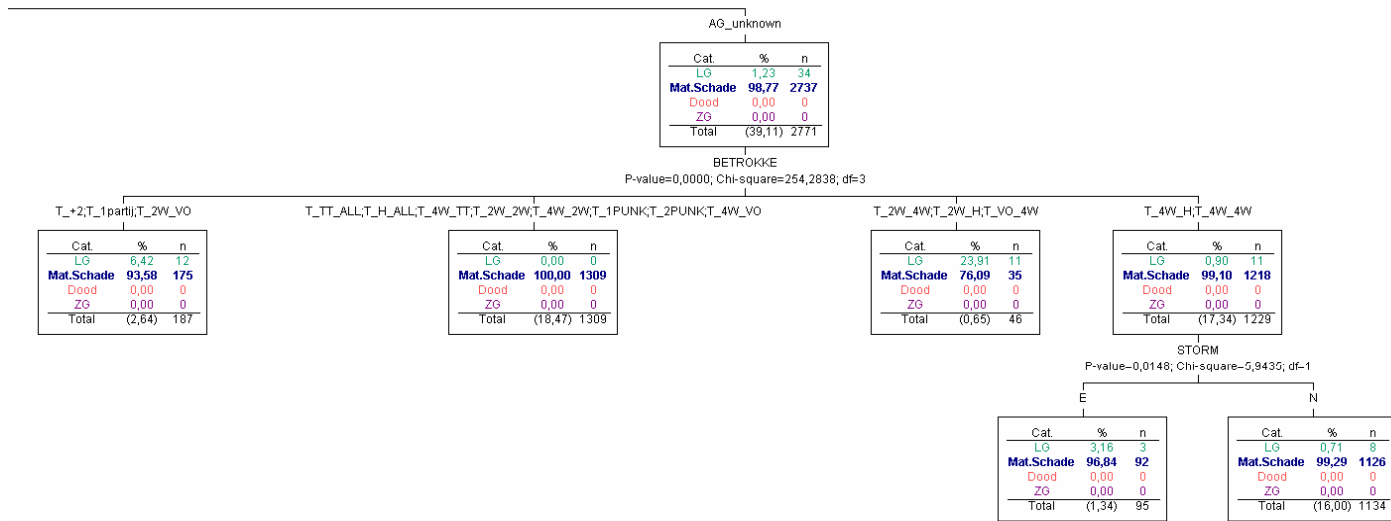 AG_unknown
Cat. % n
LG 1,23 34
Mat.Schade 98,77 2737
Dood 0,00 0
ZG 0,00 0
Total (39,11) 2771
BETROKKE
P-value=0,0000; Chi-square=254,2838; df=3
T_+2;T_1partij;T_2W_VO
Cat. % n
LG 6,42 12
Mat.Schade 93,58 175
Dood 0,00 0
ZG 0,00 0
Total (2,64) 187
T_TT_ALL;T_H_ALL;T_4W_TT;T_2W_2W;T_4W_2W;T_1PUNK;T_2PUNK;T_4W_VO
Cat. % n
LG 0,00 0
Mat.Schade 100,00 1309
Dood 0,00 0
ZG 0,00 0
Total (18,47) 1309
T_2W_4W;T_2W_H;T_VO_4W
Cat. % n
LG 23,91 11
Mat.Schade 76,09 35
Dood 0,00 0
ZG 0,00 0
Total (0,65) 46
T_4W_H;T_4W_4W
Cat. % n
LG 0,90 11
Mat.Schade 99,10 1218
Dood 0,00 0
ZG 0,00 0
Total (17,34) 1229
STORM
P-value=0,0148; Chi-square=5,9435; df=1
E
Cat. % n
LG 3,16 3
Mat.Schade 96,84 92
Dood 0,00 0
ZG 0,00 0
Total (1,34) 95
N
Cat. % n
LG 0,71 8
Mat.Schade 99,29 1126
Dood 0,00 0
ZG 0,00 0
Total (16,00) 1134